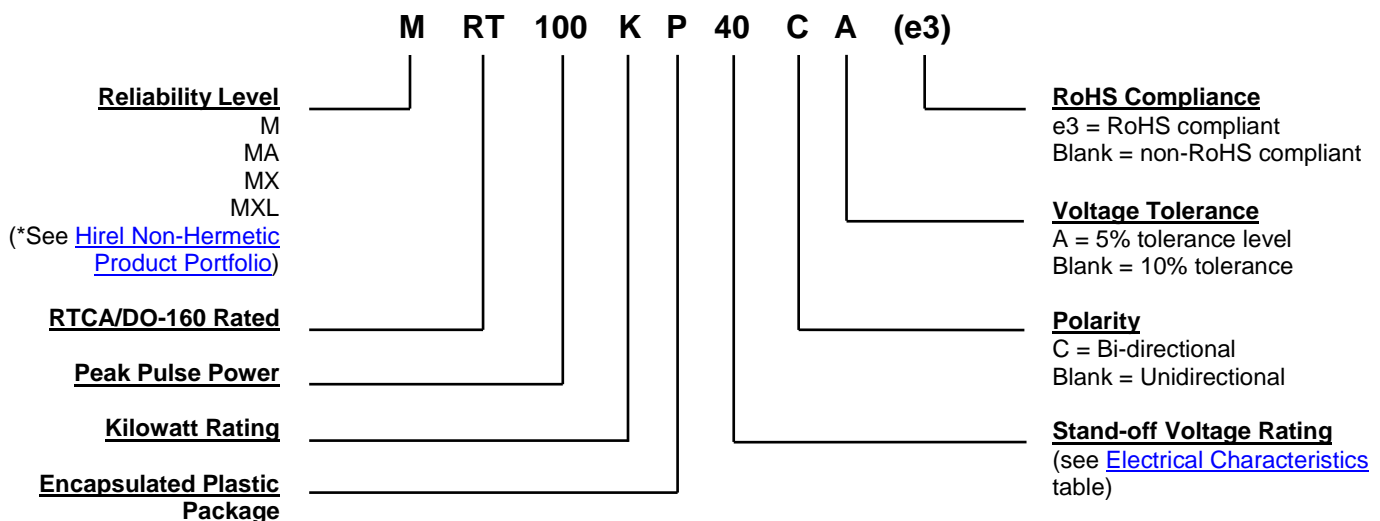 M RT 100 K P 40 C A (e3)
Reliability Level
M
MA
MX
MXL
(*See Hirel Non-Hermetic
Product Portfolio)
RTCA/DO-160 Rated
Peak Pulse Power
Kilowatt Rating
Encapsulated Plastic
Package
RoHS Compliance
e3 = RoHS compliant
Blank = non-RoHS compliant
Voltage Tolerance
A = 5% tolerance level
Blank = 10% tolerance
Polarity
C = Bi-directional
Blank = Unidirectional
Stand-off Voltage Rating
(see Electrical Characteristics
table)